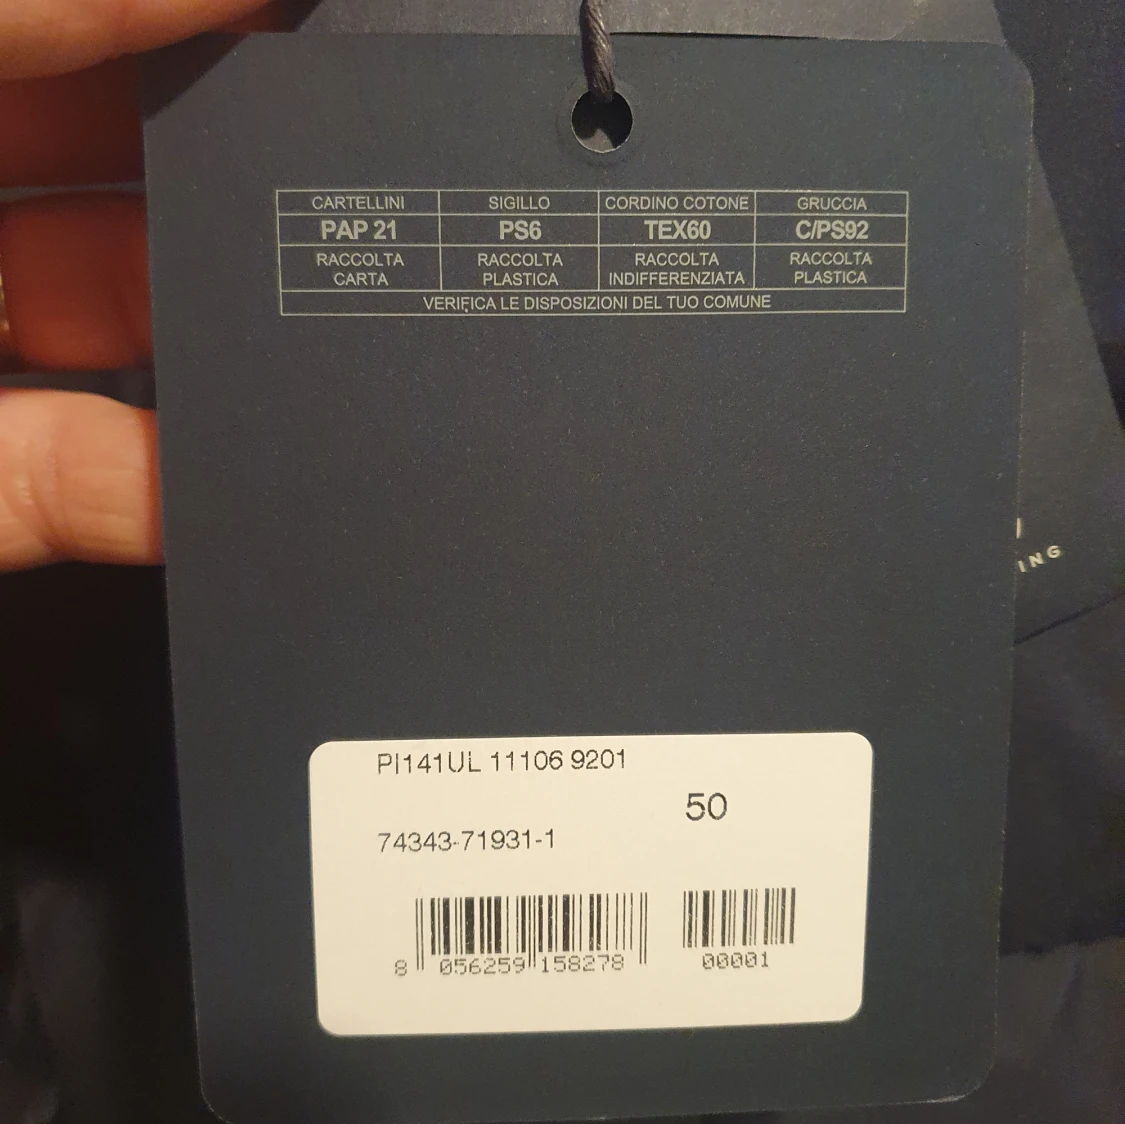 CARTELLINI SIGILLO CORDINO COTONE GRUCCIA
PAP 21 PS6 TEX60 C/PS92
RACCOLTA CARTA RACCOLTA PLASTICA RACCOLTA INDIFFERENZIATA RACCOLTA PLASTICA
VERIFICA LE DISPOSIZIONI DEL TUO COMUNE
ING
PI141UL 11106 9201
50
74343-71931-1
8 056259 158278 00001